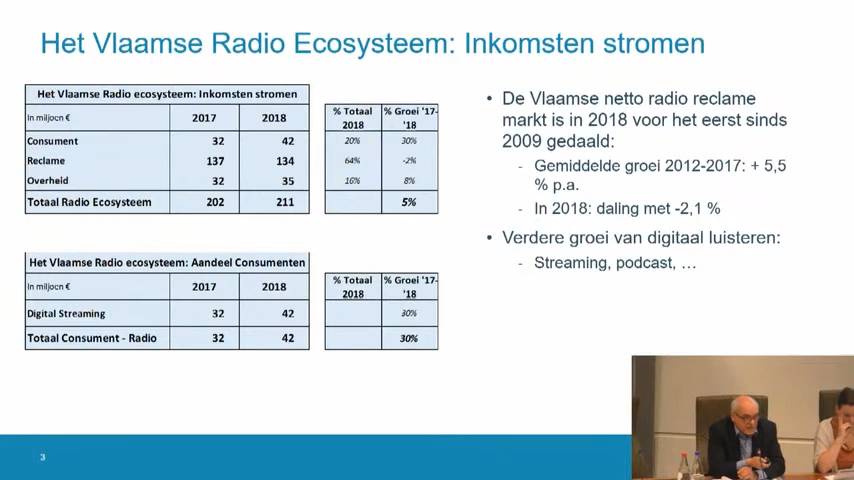 Het Vlaamse Radio Ecosysteem: Inkomsten stromen
Het Vlaamse Radio ecosysteem: Inkomsten stromen
In miljoen € 2017 2018 % Totaal 2018 % Groei '17-'18
Consument 32 42 20% 30%
Reclame 137 134 64% -2%
Overheid 32 35 16% 8%
Totaal Radio Ecosysteem 202 211 5%
Het Vlaamse Radio ecosysteem: Aandeel Consumenten
In miljoen € 2017 2018 % Totaal 2018 % Groei '17-'18
Digital Streaming 32 42 30%
Totaal Consument - Radio 32 42 30%
• De Vlaamse netto radio reclame
markt is in 2018 voor het eerst sinds
2009 gedaald:
- Gemiddelde groei 2012-2017: + 5,5
% p.a.
- In 2018: daling met -2,1 %
• Verdere groei van digitaal luisteren:
- Streaming, podcast, …
3